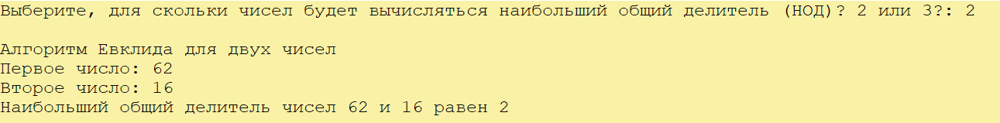 Выберите, для скольки чисел будет вычисляться наибольший общий делитель (НОД)? 2 или 3?: 2
Алгоритм Евклида для двух чисел
Первое число: 62
Второе число: 16
Наибольший общий делитель чисел 62 и 16 равен 2